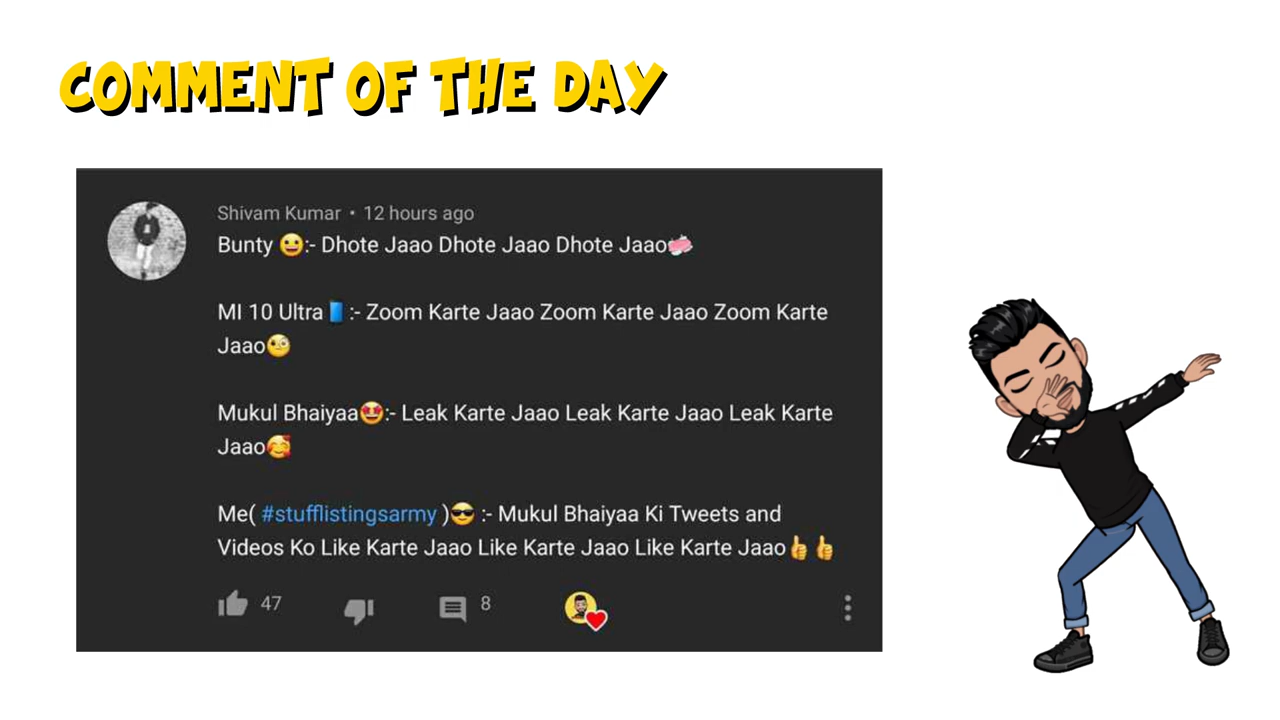 COMMENT OF THE DAY
Shivam Kumar • 12 hours ago
Bunty 😀:- Dhote Jaao Dhote Jaao Dhote Jaao🧼
MI 10 Ultra📱:- Zoom Karte Jaao Zoom Karte Jaao Zoom Karte
Jaao🧐
Mukul Bhaiyaa🤩:- Leak Karte Jaao Leak Karte Jaao Leak Karte
Jaao🥰
Me( #stufflistingsarmy )😎 :- Mukul Bhaiyaa Ki Tweets and
Videos Ko Like Karte Jaao Like Karte Jaao Like Karte Jaao👍👍
47
8